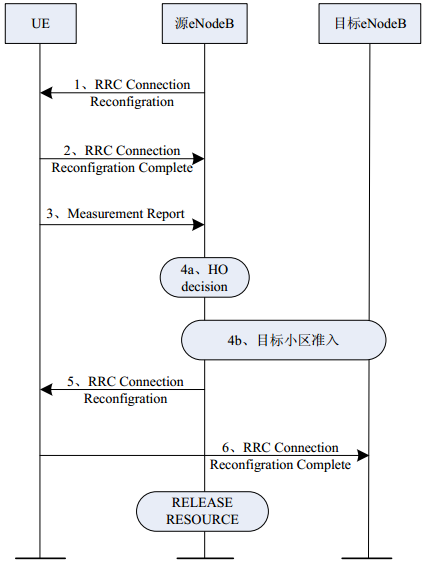 UE
源eNodeB
目标eNodeB
1、RRC Connection
Reconfigration
2、RRC Connection
Reconfigration Complete
3、Measurement Report
4a、HO
decision
4b、目标小区准入
5、RRC Connection
Reconfigration
6、RRC Connection
Reconfigration Complete
RELEASE
RESOURCE